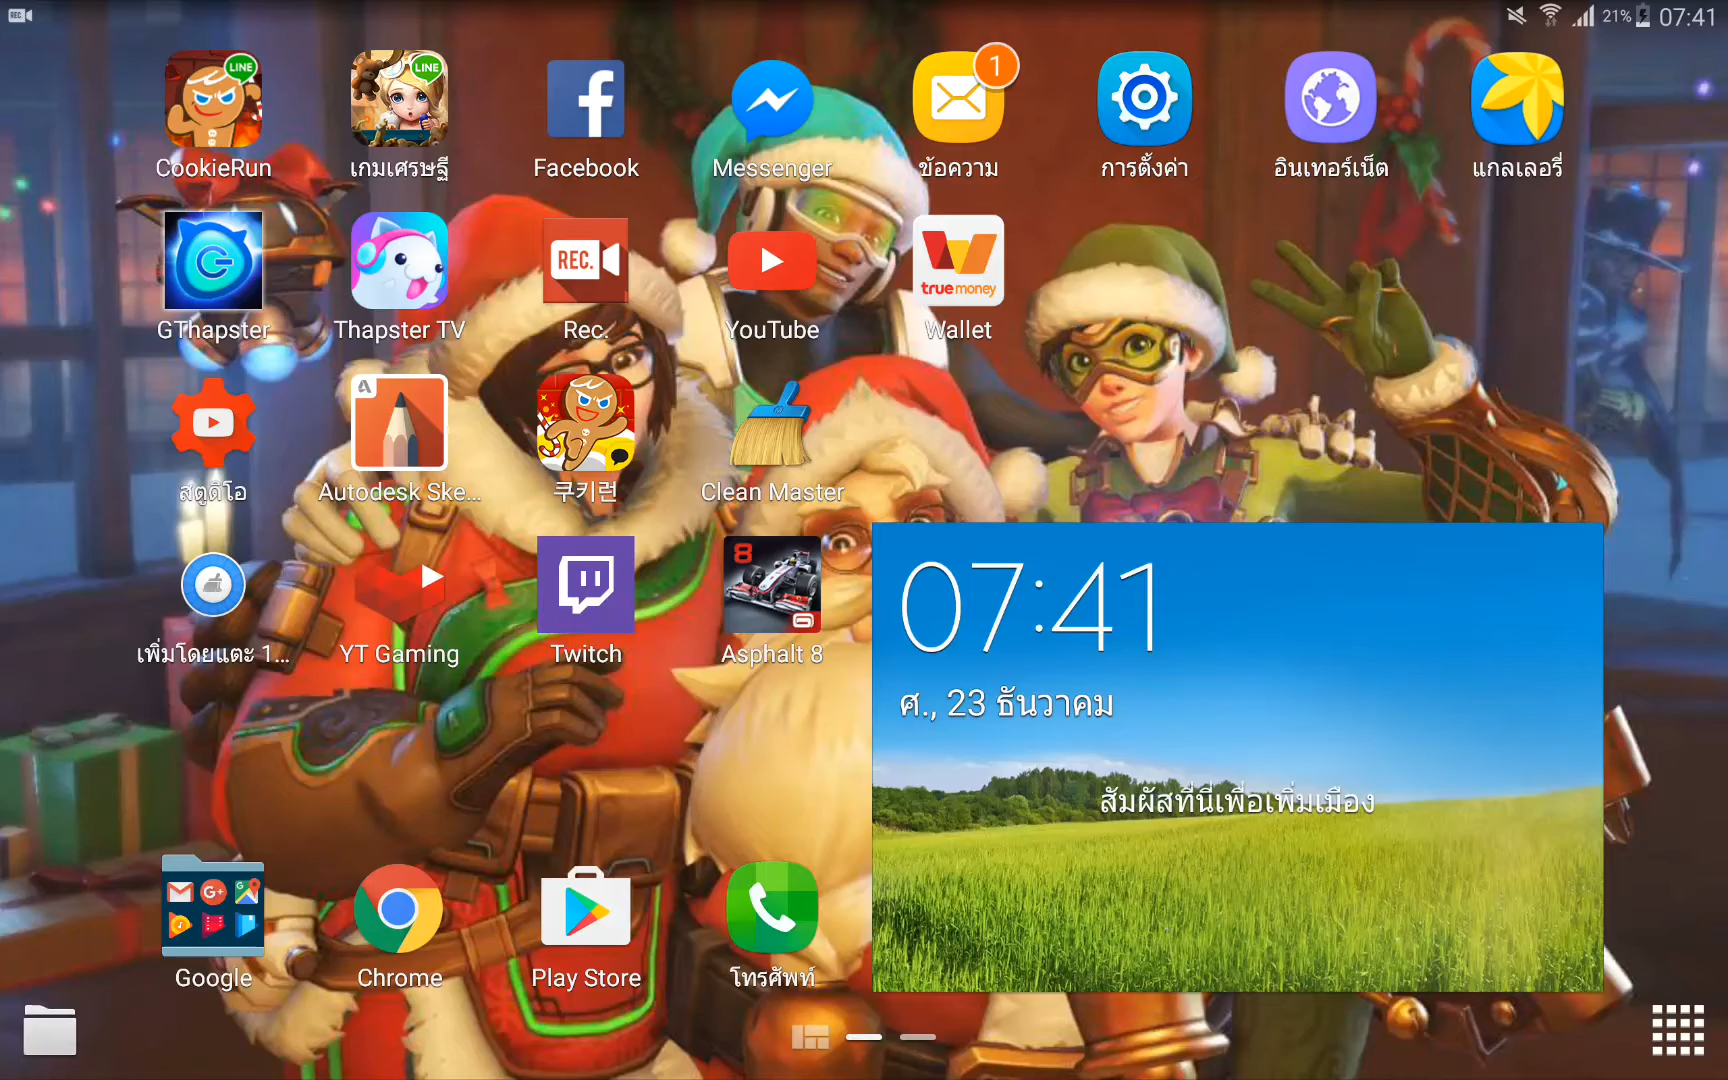 REC
21%
07:41
LINE
LINE
1
CookieRun
เกมเศรษฐี
Facebook
Messenger
ข้อความ
การตั้งค่า
อินเทอร์เน็ต
แกลเลอรี่
REC.
true money
GThapster
Thapster TV
Rec.
YouTube
Wallet
A
สตูดิโอ
Autodesk Ske...
쿠키런
Clean Master
8
07:41
เพิ่มโดยแตะ 1...
YT Gaming
Twitch
Asphalt 8
ศ., 23 ธันวาคม
สัมผัสที่นี่เพื่อเพิ่มเมือง
G+
Google
Chrome
Play Store
โทรศัพท์